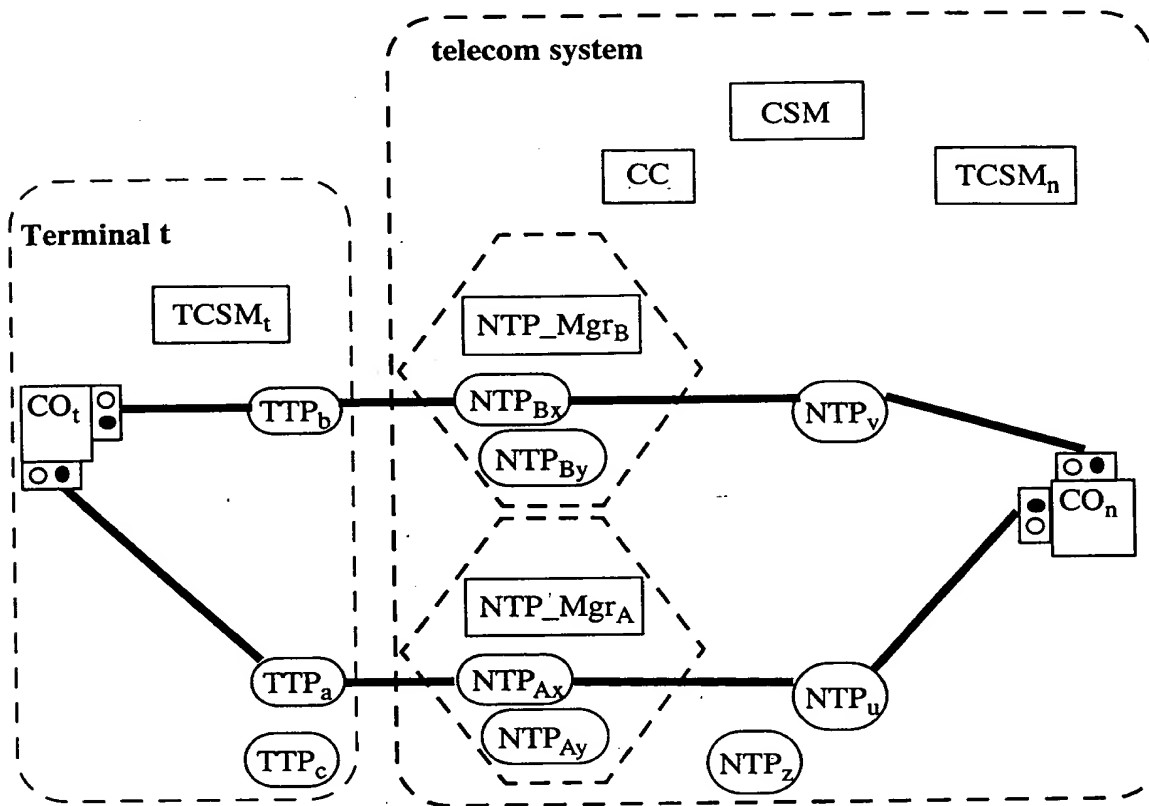 telecom system
CSM
CC
TCSMn
Terminal t
TCSMt
NTP_MgrB
COt
TTPb
NTPBx
NTPv
NTPBy
COn
NTP_MgrA
TTPa
NTPAx
NTPu
NTPAy
TTPc
NTPz